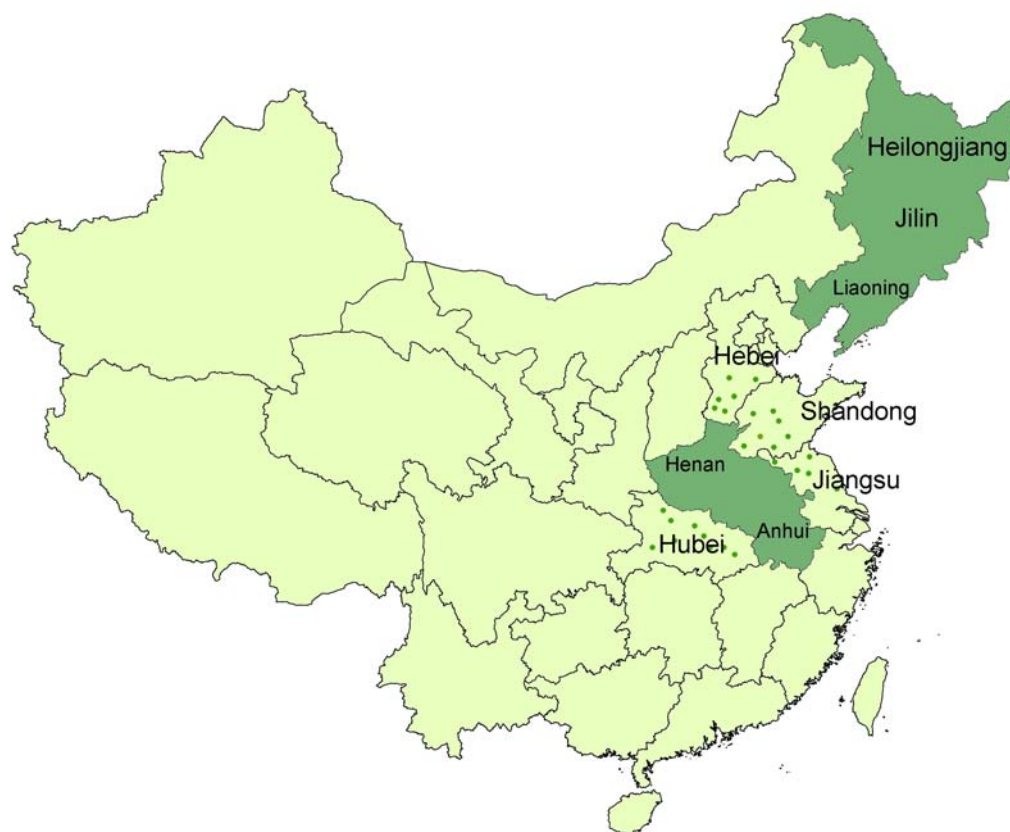 Heilongjiang
Jilin
Liaoning
Hebei
Shandong
Henan
Jiangsu
Anhui
Hubei